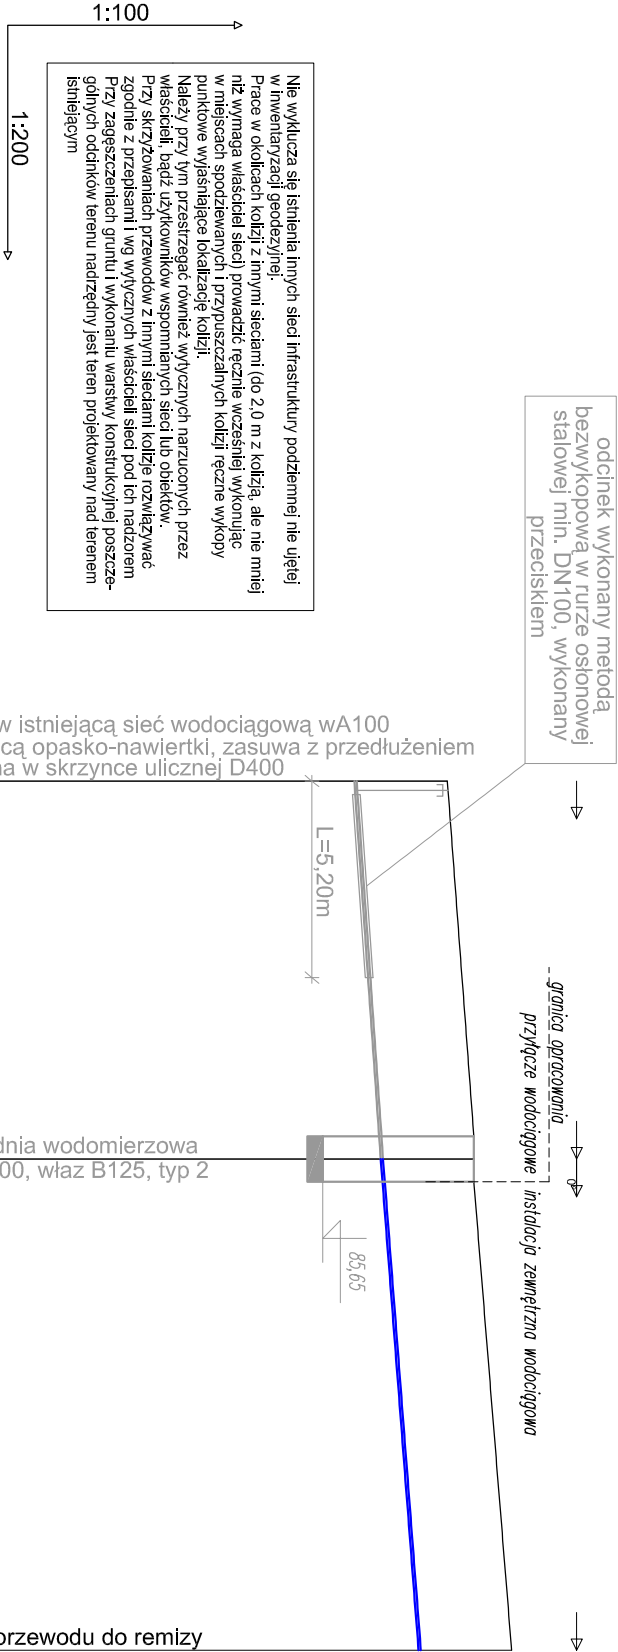 1:100
1:200
Nie wyklucza się istnienia innych sieci infrastruktury podziemnej nie ujętej
w inwentaryzacji geodezyjnej.
Prace w okolicach kolizji z innymi sieciami (do 2,0 m z kolizją, ale nie mniej
niż wymaga właściciel sieci) prowadzić ręcznie wcześniej wykonując
w miejscach spodziewanych i przypuszczalnych kolizji ręczne wykopy
punktowe wyjaśniające lokalizację kolizji.
Należy przy tym przestrzegać również wytycznych narzuconych przez
właścicieli, bądź użytkowników wspomnianych sieci lub obiektów.
Przy skrzyżowaniach przewodów z innymi sieciami kolizje rozwiązywać
zgodnie z przepisami i wg wytycznych właścicieli sieci pod ich nadzorem
Przy zagęszczeniach gruntu i wykonaniu warstwy konstrukcyjnej poszcze-
gólnych odcinków terenu nadrzędny jest teren projektowany nad terenem
istniejącym
odcinek wykonany metodą
bezwykopową w rurze osłonowej
stalowej min. DN100, wykonany
przeciskiem
w istniejącą sieć wodociągową wA100
cą opasko-nawiertki, zasuwa z przedłużeniem
na w skrzynce ulicznej D400
L=5,20m
granica opracowania
przyłącze wodociągowe instalacja zewnętrzna wodociągowa
dnia wodomierzowa
00, właz B125, typ 2
85,65
przewodu do remizy